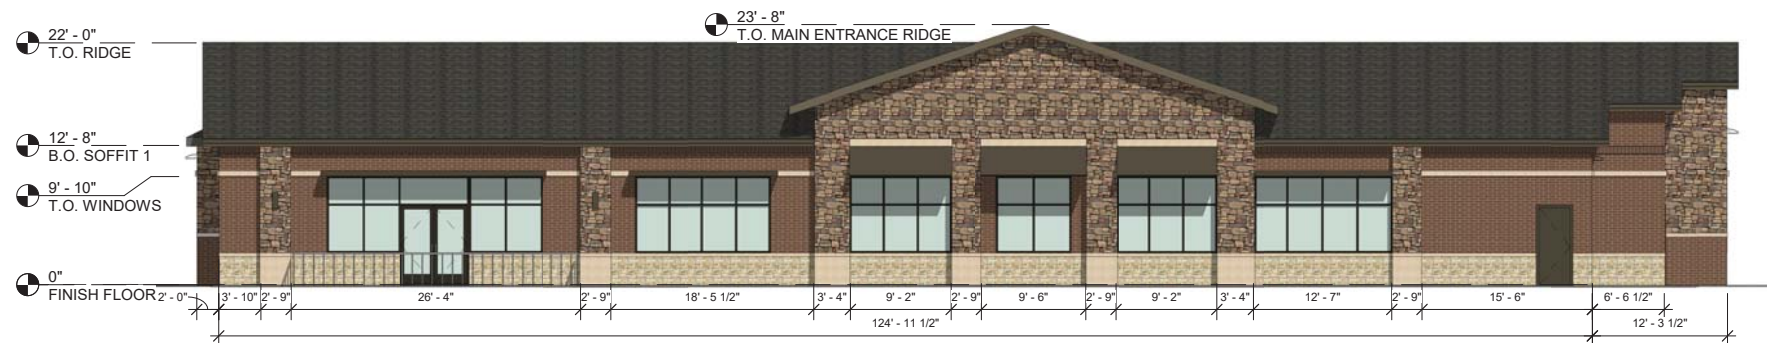 23' - 8"
T.O. MAIN ENTRANCE RIDGE
22' - 0"
T.O. RIDGE
12' - 8"
B.O. SOFFIT 1
9' - 10"
T.O. WINDOWS
0"
FINISH FLOOR
2' - 0" 3' - 10" 2' - 9" 26' - 4" 2' - 9" 18' - 5 1/2" 3' - 4" 9' - 2" 2' - 9" 9' - 6" 2' - 9" 9' - 2" 3' - 4" 12' - 7" 2' - 9" 15' - 6" 6' - 6 1/2"
124' - 11 1/2" 12' - 3 1/2"